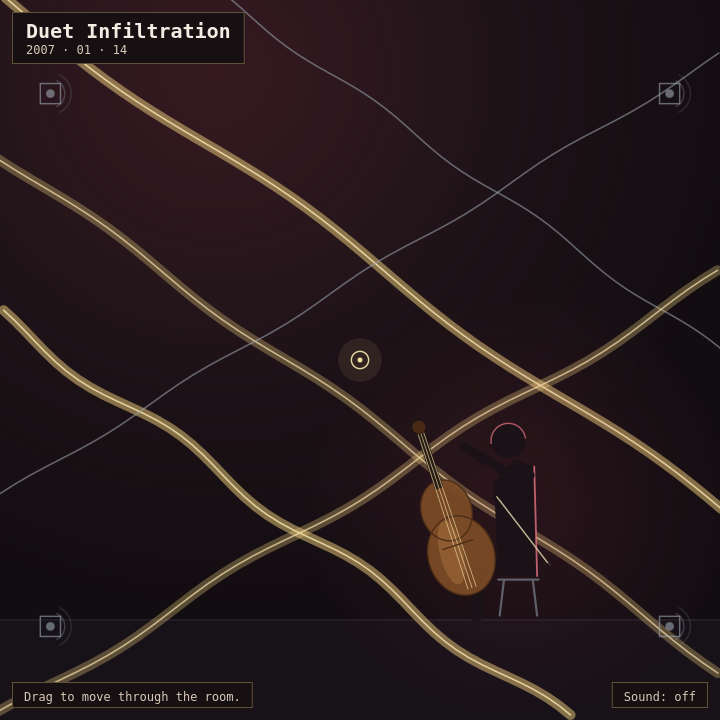 Duet Infiltration
2007 · 01 · 14
Drag to move through the room.
Sound: off